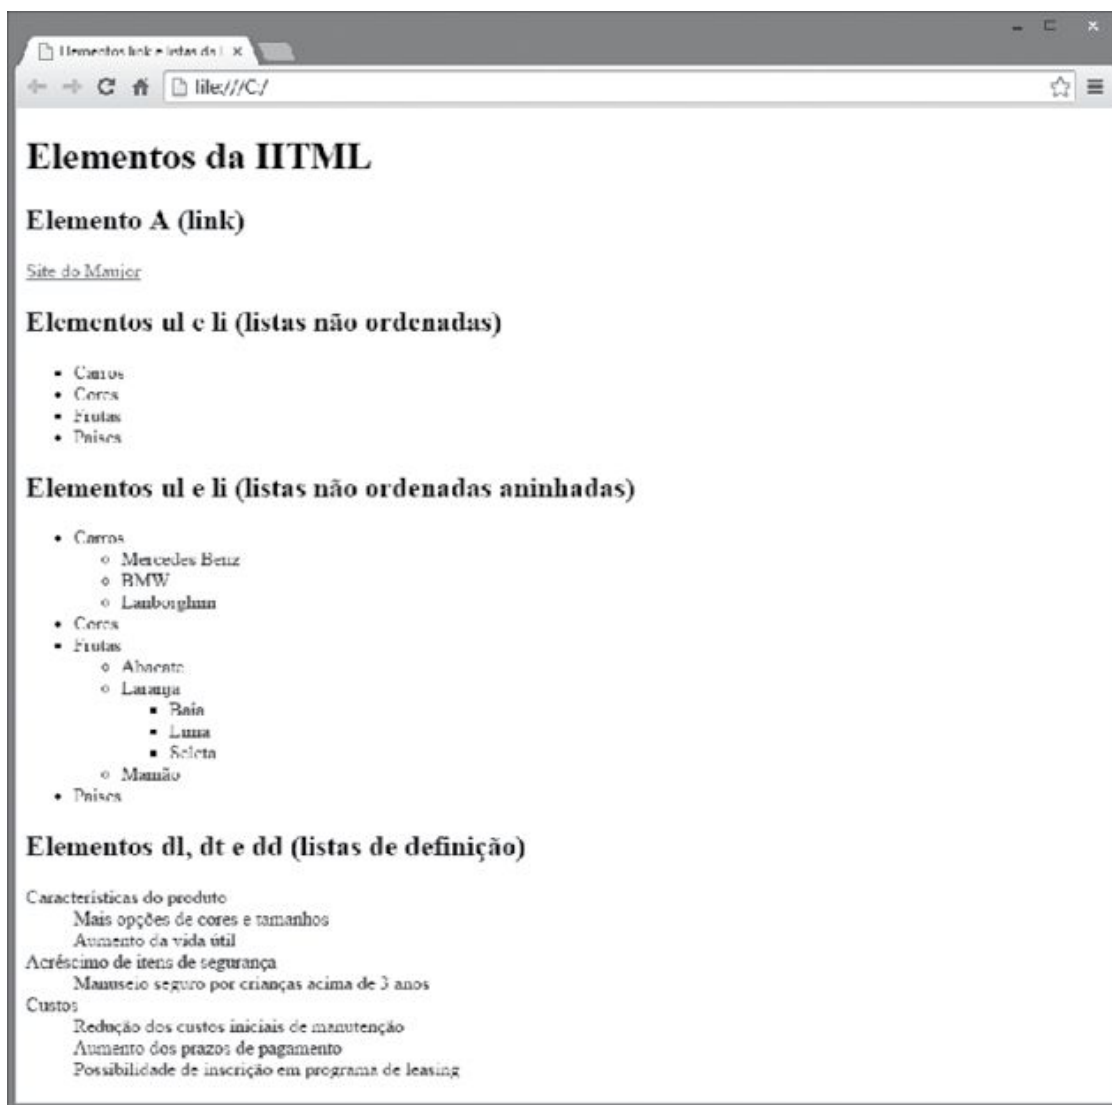 Elementos link e listas da
file:///C:/
Elementos da HTML
Elemento A (link)
Site do Maujor
Elementos ul e li (listas não ordenadas)
Carros
Cores
Frutas
Países
Elementos ul e li (listas não ordenadas aninhadas)
Carros
Mercedes Benz
BMW
Lanborghini
Cores
Frutas
Abacate
Laranja
Baia
Lima
Seleta
Mamão
Países
Elementos dl, dt e dd (listas de definição)
Características do produto
Mais opções de cores e tamanhos
Aumento da vida útil
Acréscimo de itens de segurança
Manuseio seguro por crianças acima de 3 anos
Custos
Redução dos custos iniciais de manutenção
Aumento dos prazos de pagamento
Possibilidade de inscrição em programa de leasing